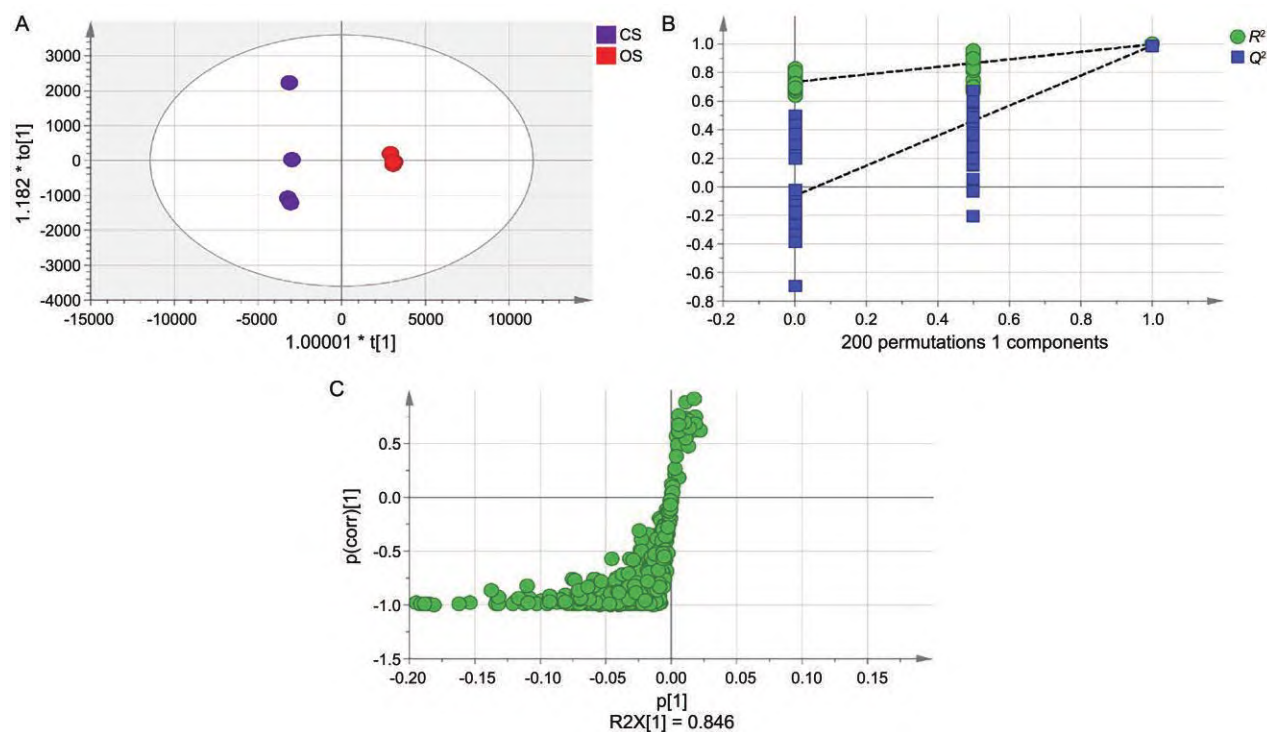 A
CS
OS
3000
2000
1000
0
-1000
-2000
-3000
-4000
1.182 * to[1]
-15000 -10000 -5000 0 5000 10000
1.00001 * t[1]
B
R²
Q²
1.0
0.8
0.6
0.4
0.2
0.0
-0.2
-0.4
-0.6
-0.8
-0.2 0.0 0.2 0.4 0.6 0.8 1.0
200 permutations 1 components
C
0.5
0.0
-0.5
-1.0
-1.5
p(corr)[1]
-0.20 -0.15 -0.10 -0.05 0.00 0.05 0.10 0.15
p[1]
R2X[1] = 0.846